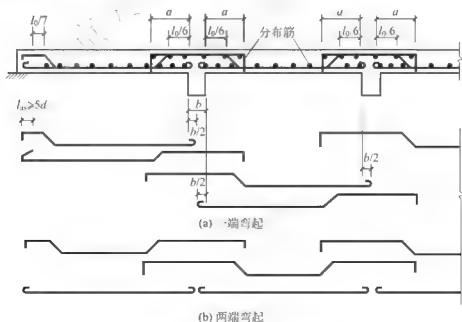 a a a a
l₀/7 l₀/6 l₀/6 分布筋 l₀/6 l₀/6
b
lₐₛ≥5d
b/2
b/2
b/2
(a) 一端弯起
(b) 两端弯起